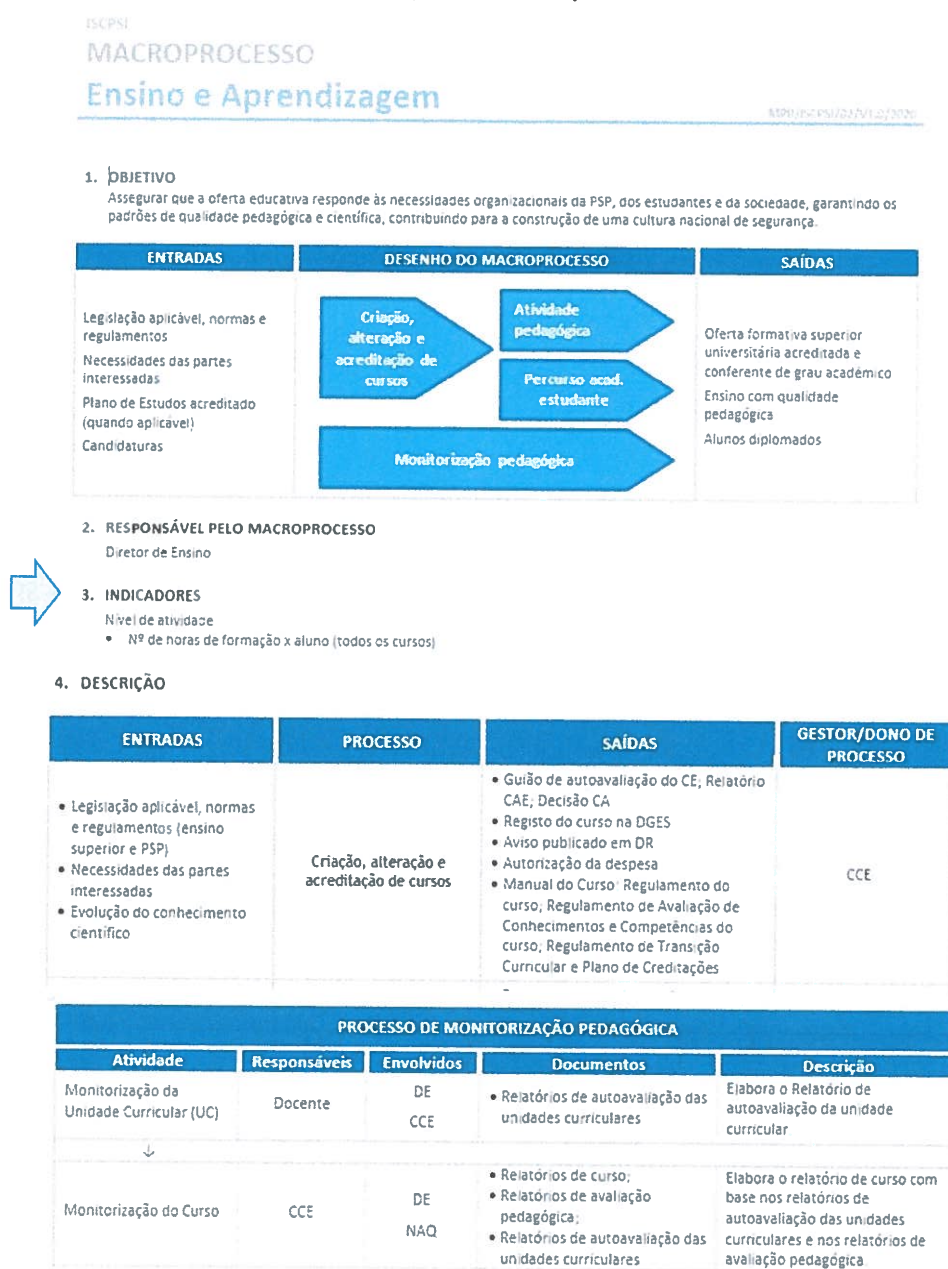 ISCPSI
MACROPROCESSO
Ensino e Aprendizagem
1. OBJETIVO
Assegurar que a oferta educativa responde às necessidades organizacionais da PSP, dos estudantes e da sociedade, garantindo os
padrões de qualidade pedagógica e científica, contribuindo para a construção de uma cultura nacional de segurança.
ENTRADAS
DESENHO DO MACROPROCESSO
SAÍDAS
Legislação aplicável, normas e
regulamentos
Necessidades das partes
interessadas
Plano de Estudos acreditado
(quando aplicável)
Candidaturas
Criação,
alteração e
acreditação de
cursos
Atividade
pedagógica
Percurso acad.
estudante
Monitorização pedagógica
Oferta formativa superior
universitária acreditada e
conferente de grau académico
Ensino com qualidade
pedagógica
Alunos diplomados
2. RESPONSÁVEL PELO MACROPROCESSO
Diretor de Ensino
3. INDICADORES
Nível de atividade
• Nº de horas de formação x aluno (todos os cursos)
4. DESCRIÇÃO
ENTRADAS
PROCESSO
SAÍDAS
GESTOR/DONO DE
PROCESSO
• Legislação aplicável, normas
e regulamentos (ensino
superior e PSP)
• Necessidades das partes
interessadas
• Evolução do conhecimento
científico
Criação, alteração e
acreditação de cursos
• Guião de autoavaliação do CE; Relatório
CAE; Decisão CA
• Registo do curso na DGES
• Aviso publicado em DR
• Autorização da despesa
• Manual do Curso: Regulamento do
curso; Regulamento de Avaliação de
Conhecimentos e Competências do
curso; Regulamento de Transição
Curricular e Plano de Creditações
CCE
PROCESSO DE MONITORIZAÇÃO PEDAGÓGICA
Atividade
Responsáveis
Envolvidos
Documentos
Descrição
Monitorização da
Unidade Curricular (UC)
Docente
DE
CCE
• Relatórios de autoavaliação das
unidades curriculares
Elabora o Relatório de
autoavaliação da unidade
curricular
↓
Monitorização do Curso
CCE
DE
NAQ
• Relatórios de curso;
• Relatórios de avaliação
pedagógica;
• Relatórios de autoavaliação das
unidades curriculares
Elabora o relatório de curso com
base nos relatórios de
autoavaliação das unidades
curriculares e nos relatórios de
avaliação pedagógica.